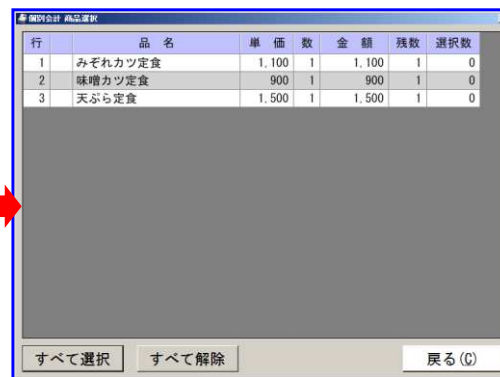 個別会計 商品選択
行 品 名 単 価 数 金 額 残数 選択数
1 みぞれカツ定食 1,100 1 1,100 1 0
2 味噌カツ定食 900 1 900 1 0
3 天ぷら定食 1,500 1 1,500 1 0
すべて選択 すべて解除 戻る(C)